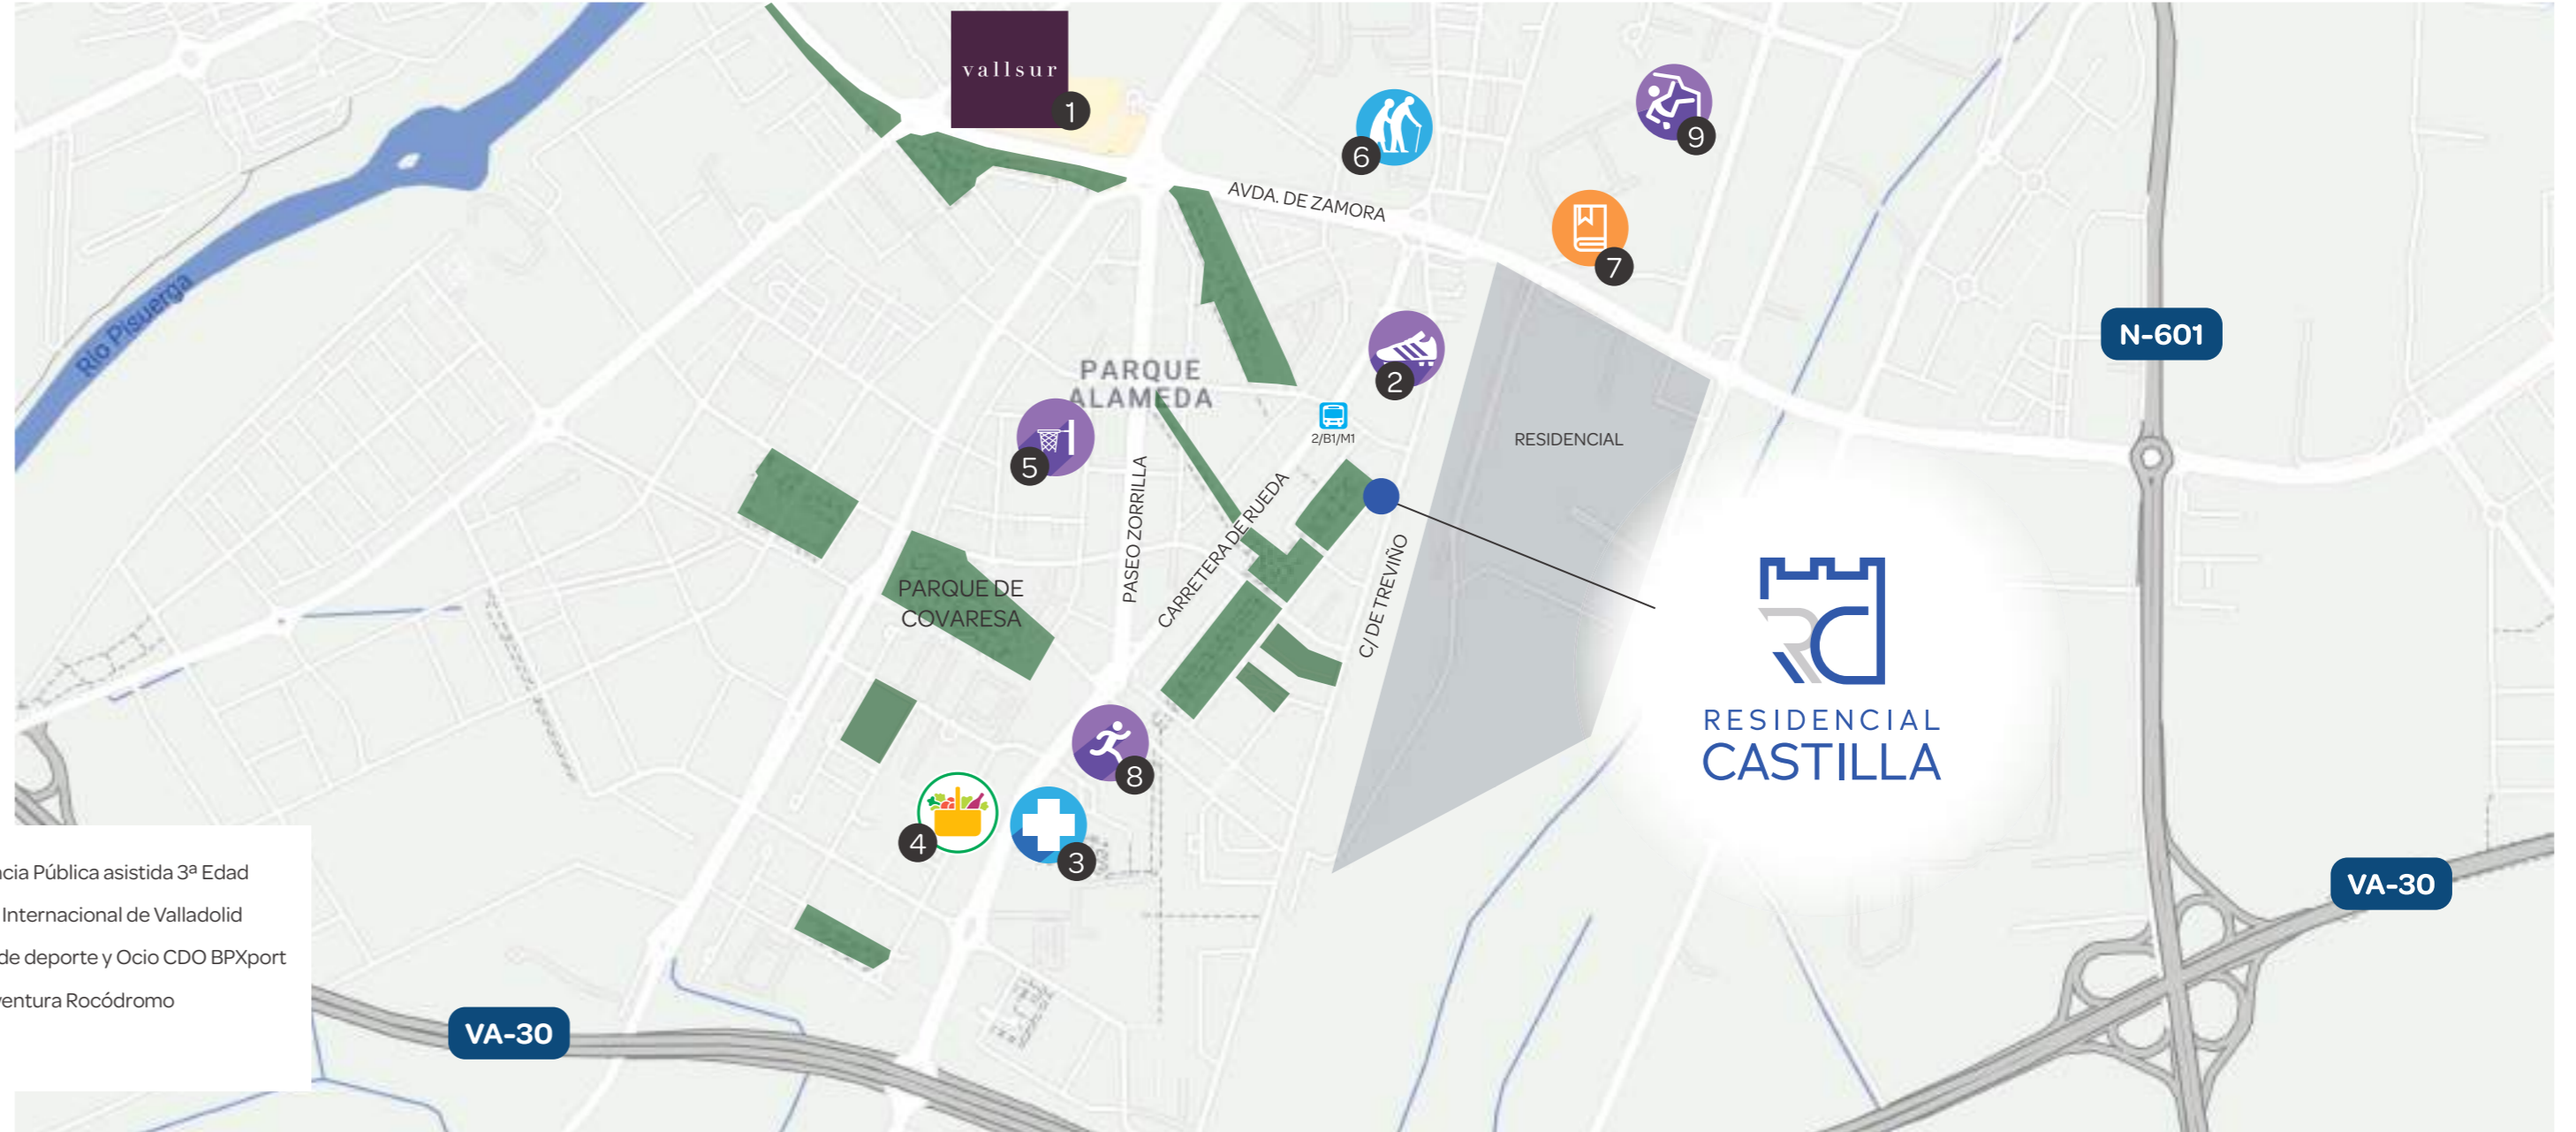 vallsur
1
6
9
AVDA. DE ZAMORA
7
N-601
Río Pisuerga
PARQUE
ALAMEDA
2
2/B1/M1
RESIDENCIAL
5
PASEO ZORRILLA
CARRETERA DE RUEDA
C/ DE TREVIÑO
PARQUE DE
COVARESA
RESIDENCIAL
CASTILLA
8
4
3
VA-30
ncia Pública asistida 3ª Edad
Internacional de Valladolid
de deporte y Ocio CDO BPXport
ventura Rocódromo
VA-30